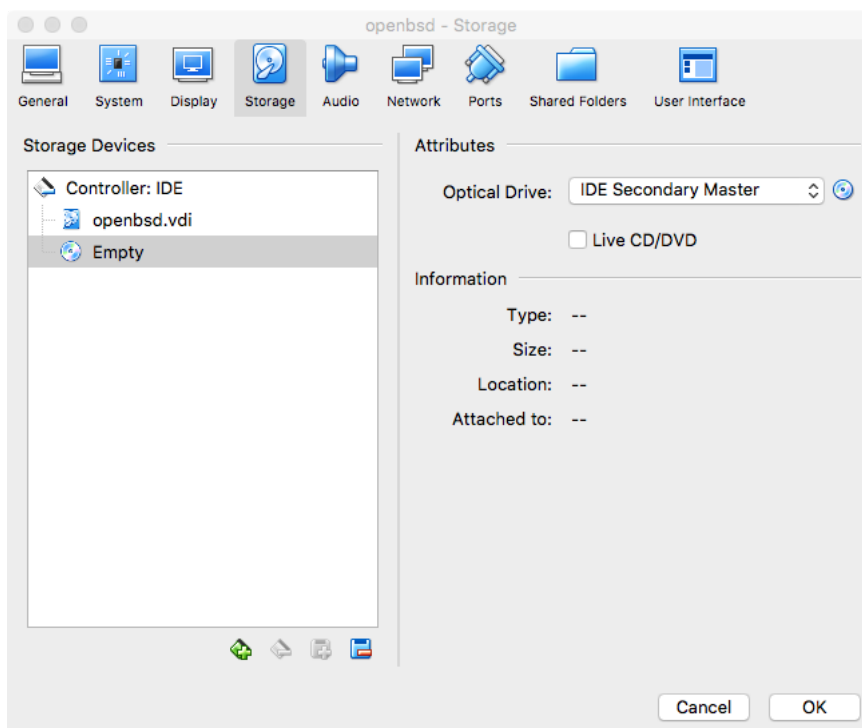 openbsd - Storage
General System Display Storage Audio Network Ports Shared Folders User Interface
Storage Devices
Controller: IDE
openbsd.vdi
Empty
Attributes
Optical Drive: IDE Secondary Master
Live CD/DVD
Information
Type: --
Size: --
Location: --
Attached to: --
Cancel OK